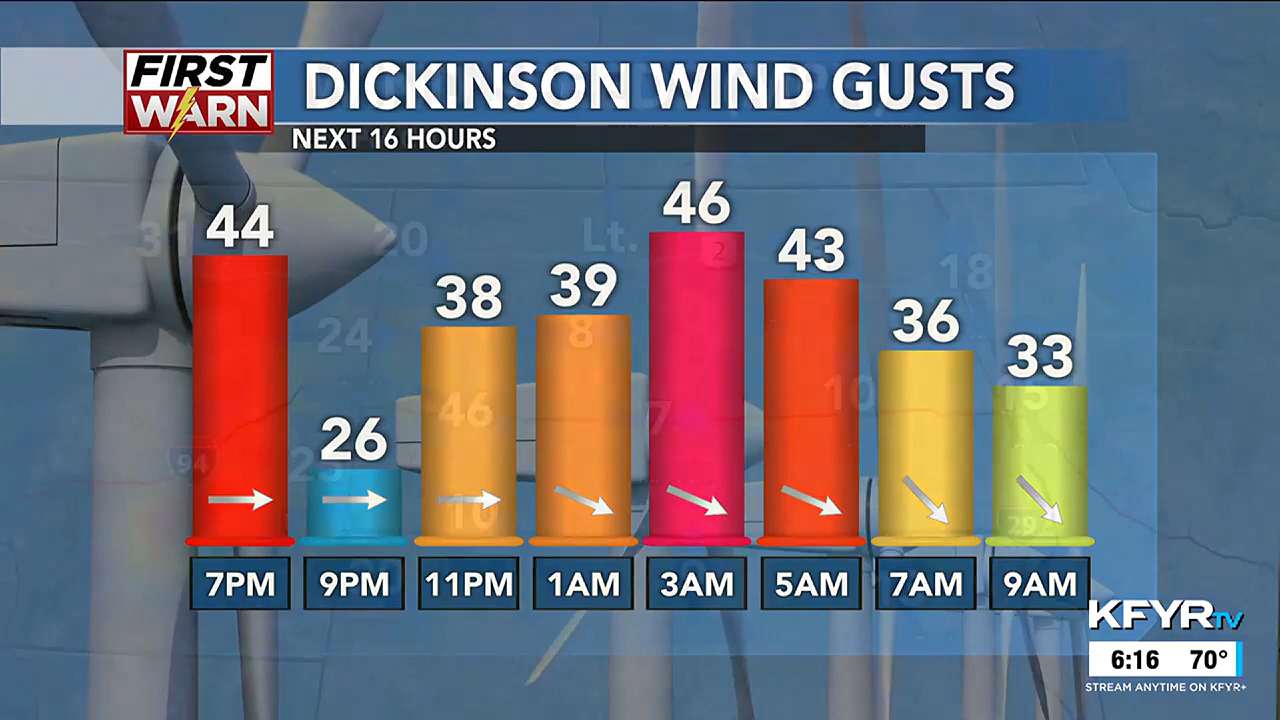 FIRST
WARN
DICKINSON WIND GUSTS
NEXT 16 HOURS
44
26
38
39
46
43
36
33
7PM
9PM
11PM
1AM
3AM
5AM
7AM
9AM
KFYR TV
6:16 70°
STREAM ANYTIME ON KFYR+